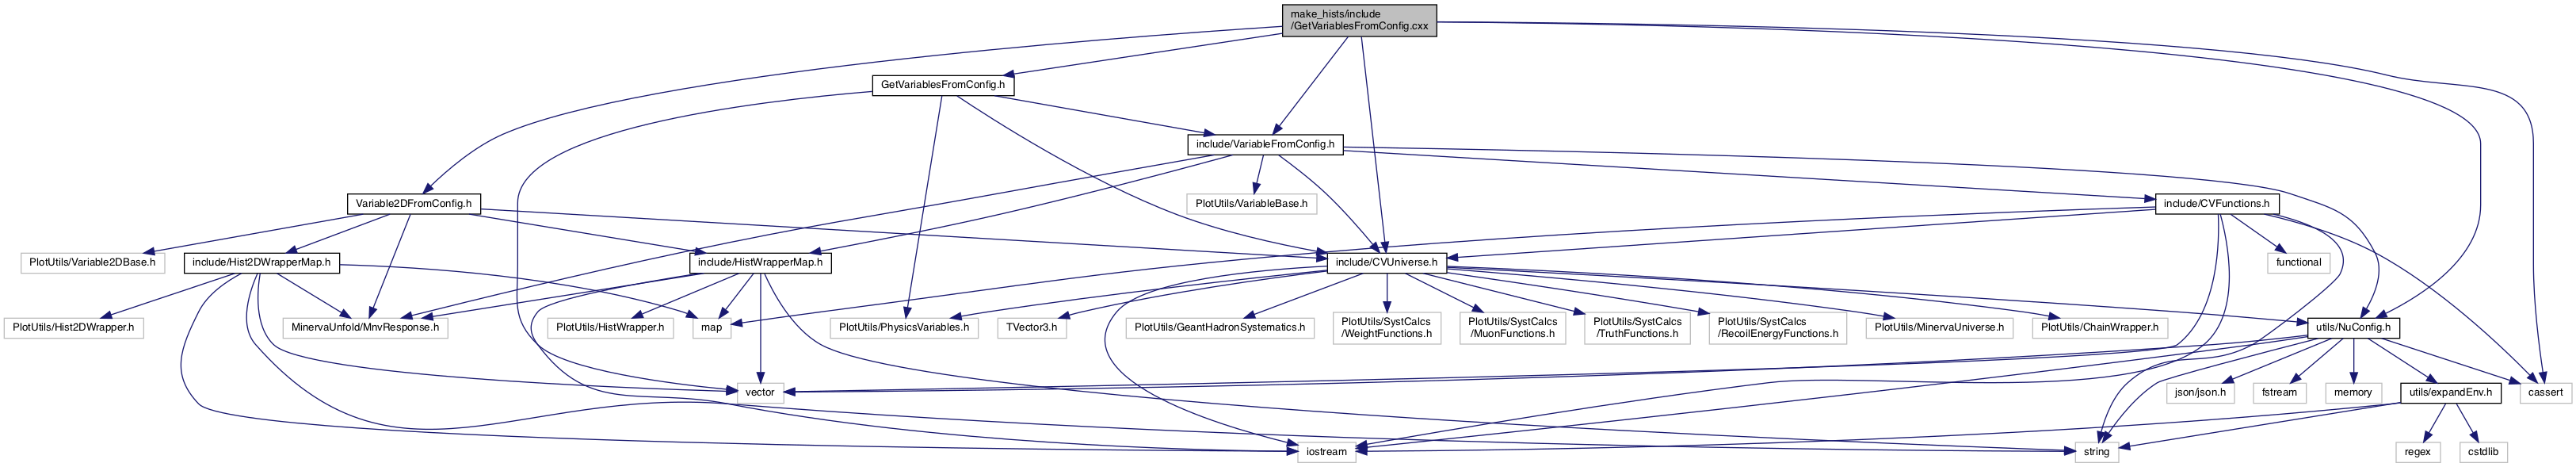 make_hists/include
/GetVariablesFromConfig.cxx
GetVariablesFromConfig.h
include/VariableFromConfig.h
Variable2DFromConfig.h
PlotUtils/VariableBase.h
include/CVFunctions.h
PlotUtils/Variable2DBase.h
include/Hist2DWrapperMap.h
include/HistWrapperMap.h
include/CVUniverse.h
functional
PlotUtils/Hist2DWrapper.h
MinervaUnfold/MnvResponse.h
PlotUtils/HistWrapper.h
map
PlotUtils/PhysicsVariables.h
TVector3.h
PlotUtils/GeantHadronSystematics.h
PlotUtils/SystCalcs
/WeightFunctions.h
PlotUtils/SystCalcs
/MuonFunctions.h
PlotUtils/SystCalcs
/TruthFunctions.h
PlotUtils/SystCalcs
/RecoilEnergyFunctions.h
PlotUtils/MinervaUniverse.h
PlotUtils/ChainWrapper.h
utils/NuConfig.h
vector
json/json.h
fstream
memory
utils/expandEnv.h
cassert
iostream
string
regex
cstdlib